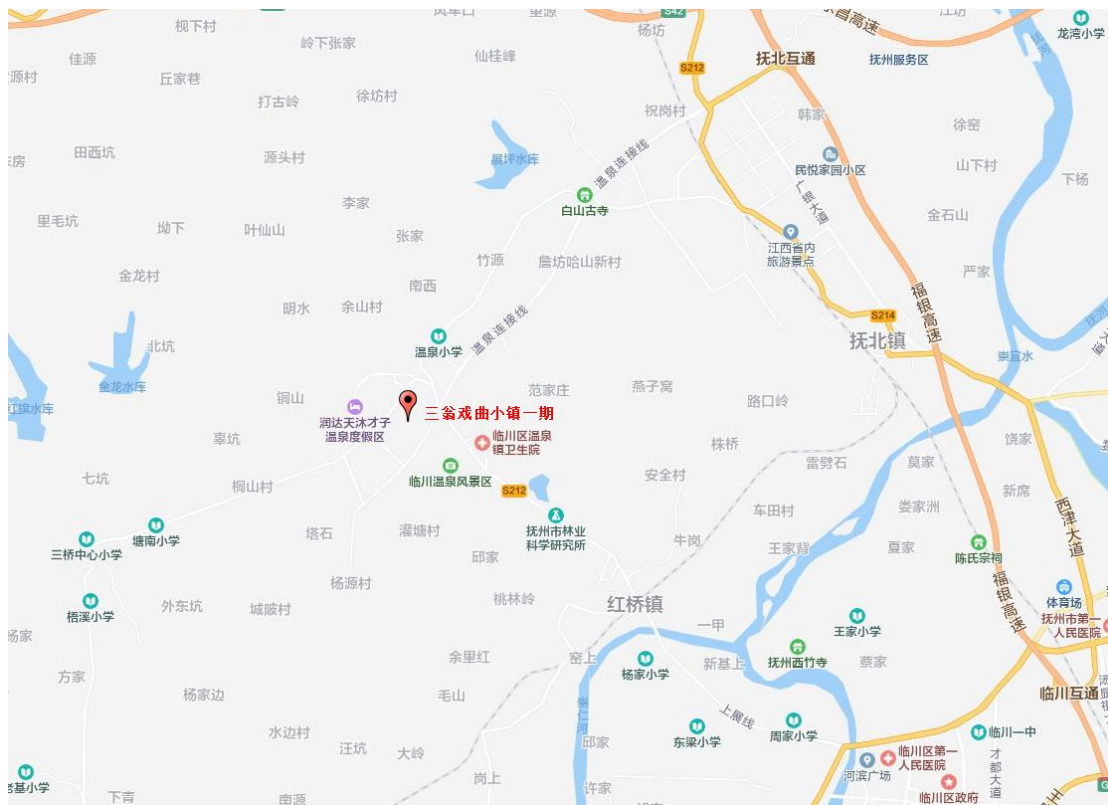 枧下村
S42
杨坊
龙湾小学
岭下张家
佳源
仙桂峰
抚北互通
抚州服务区
丘家巷
S212
打古岭
徐坊村
祝岗村
韩家
徐窑
田西坑
源头村
展坪水库
温泉连接线
民悦家园小区
山下村
下杨
广银大道
李家
白山古寺
里毛坑
坳下
叶仙山
张家
金石山
江西省内
旅游景点
竹源
詹坊哈山新村
金龙村
南西
严家
明水
余山村
福银高速
S214
温泉小学
温泉连接线
抚北镇
北坑
崇宜水
金龙水库
铜山
范家庄
燕子窝
路口岭
红旗水库
三翁戏曲小镇一期
润达天沐才子
温泉度假区
辜坑
临川区温泉
镇卫生院
株桥
饶家
雷劈石
莫家
七坑
桐山村
临川温泉风景区
安全村
S212
新席
娄家洲
车田村
西津大道
塔石
灌塘村
抚州市林业
科学研究所
塘南小学
三桥中心小学
牛岗
王家背
夏家
陈氏宗祠
邱家
杨源村
福银高速
体育场
梧溪小学
外东坑
城陂村
桃林岭
红桥镇
王家小学
抚州市第一
人民医院
一甲
杨家
余里红
窑上
杨家小学
新基上
抚州西竹寺
蔡家
方家
杨家边
毛山
临川互通
上展线
水边村
汪坑
大岭
邱家
东梁小学
周家小学
临川一中
临川区第一
人民医院
才都大道
河滨广场
岗上
许家
下青
南源
临川区政府